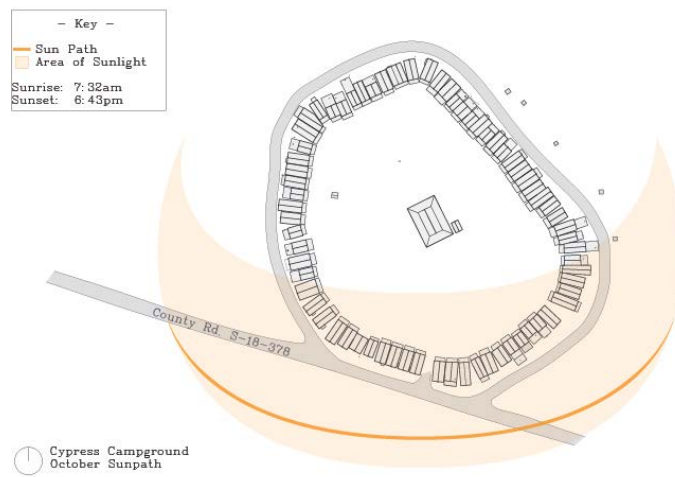 - Key -
Sun Path
Area of Sunlight
Sunrise: 7:32am
Sunset: 6:43pm
County Rd. S-18-378
Cypress Campground
October Sunpath